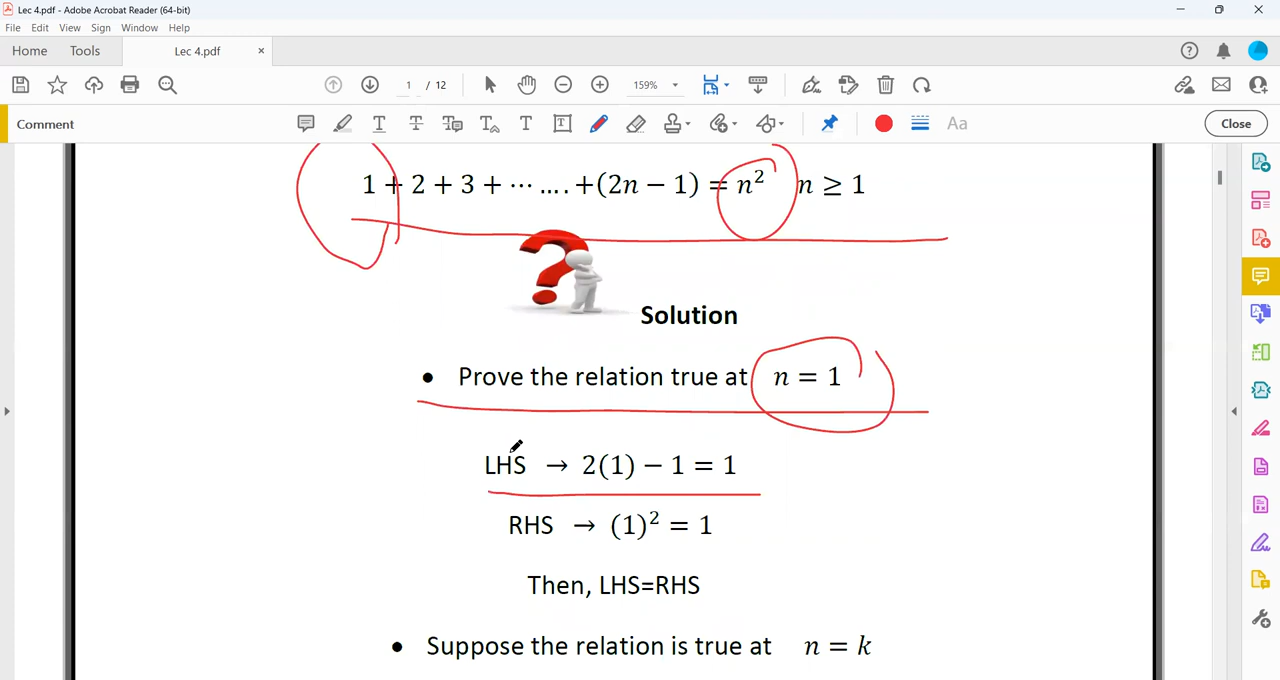 Lec 4.pdf - Adobe Acrobat Reader (64-bit)
File Edit View Sign Window Help
Home Tools Lec 4.pdf ×
1 / 12 159%
Comment Aa Close
1 + 2 + 3 + ⋯ … . +(2n − 1) = n² n ≥ 1
Solution
• Prove the relation true at n = 1
LHS → 2(1) − 1 = 1
RHS → (1)² = 1
Then, LHS=RHS
• Suppose the relation is true at n = k